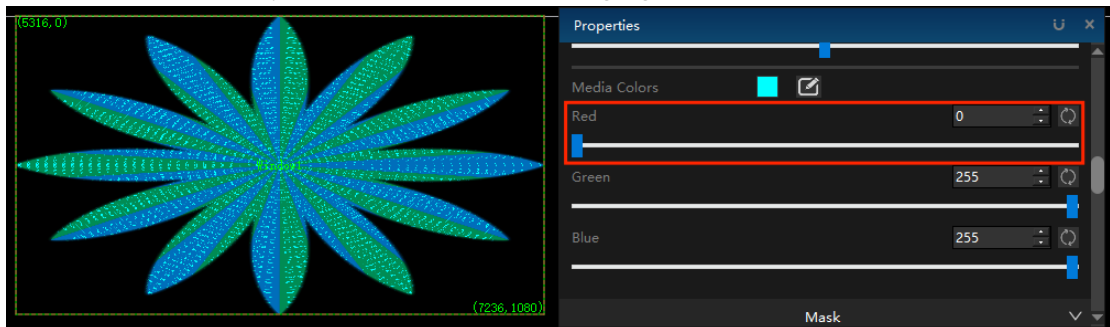 (5316,0)
(7236,1080)
Properties
Media Colors
Red
0
Green
255
Blue
255
Mask